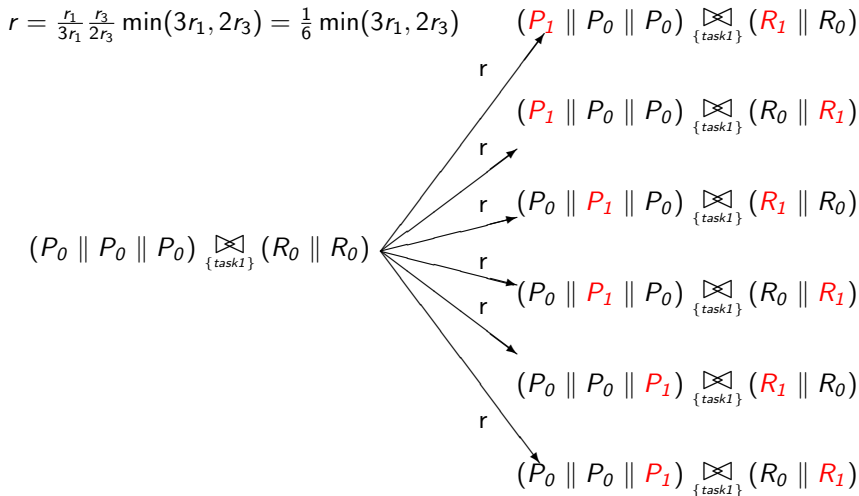 r = r₁/3r₁ r₃/2r₃ min(3r₁, 2r₃) = 1/6 min(3r₁, 2r₃)
(P₁ ∥ P₀ ∥ P₀) ⋈ {task1} (R₁ ∥ R₀)
r
(P₁ ∥ P₀ ∥ P₀) ⋈ {task1} (R₀ ∥ R₁)
r
(P₀ ∥ P₁ ∥ P₀) ⋈ {task1} (R₁ ∥ R₀)
r
(P₀ ∥ P₀ ∥ P₀) ⋈ {task1} (R₀ ∥ R₀)
r
(P₀ ∥ P₁ ∥ P₀) ⋈ {task1} (R₀ ∥ R₁)
r
(P₀ ∥ P₀ ∥ P₁) ⋈ {task1} (R₁ ∥ R₀)
r
(P₀ ∥ P₀ ∥ P₁) ⋈ {task1} (R₀ ∥ R₁)